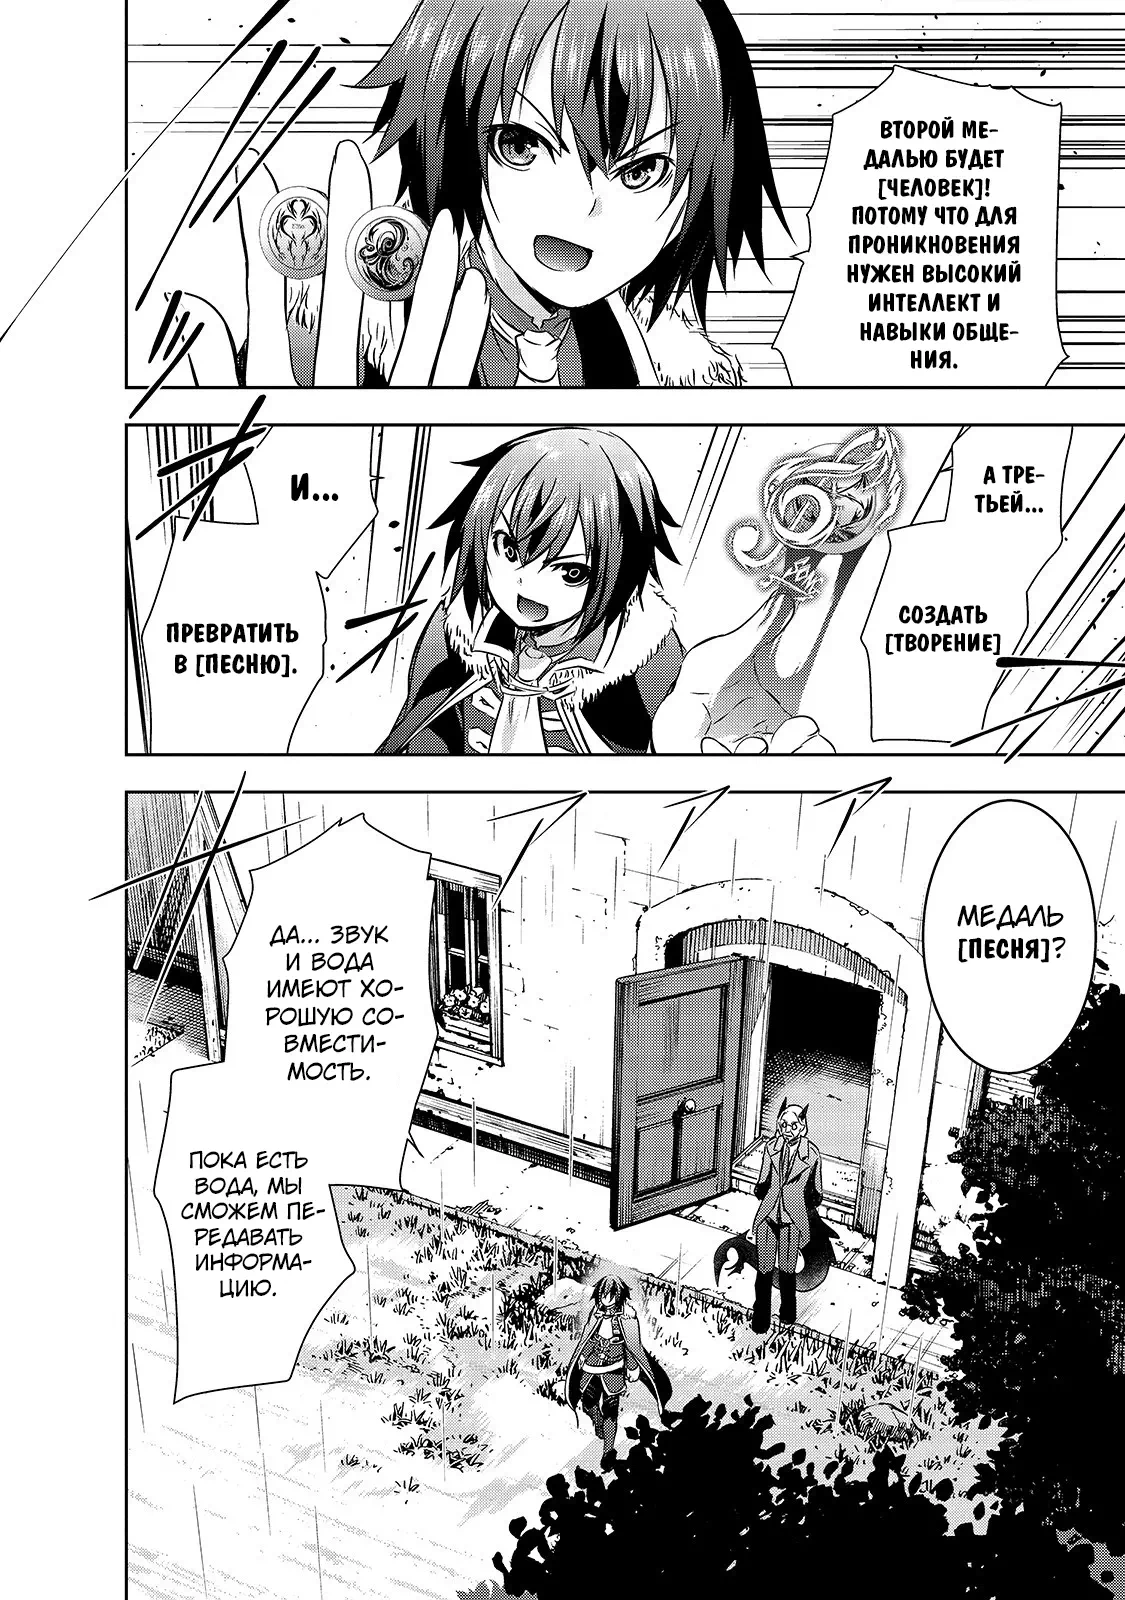 ВТОРОЙ МЕ-
ДАЛЬЮ БУДЕТ
[ЧЕЛОВЕК]!
ПОТОМУ ЧТО ДЛЯ
ПРОНИКНОВЕНИЯ
НУЖЕН ВЫСОКИЙ
ИНТЕЛЛЕКТ И
НАВЫКИ ОБЩЕ-
НИЯ.
А ТРЕ-
ТЬЕЙ...
СОЗДАТЬ
[ТВОРЕНИЕ]
И...
ПРЕВРАТИТЬ
В [ПЕСНЮ].
МЕДАЛЬ
[ПЕСНЯ]?
ДА... ЗВУК
И ВОДА
ИМЕЮТ ХО-
РОШУЮ СО-
ВМЕСТИ-
МОСТЬ.
ПОКА ЕСТЬ
ВОДА, МЫ
СМОЖЕМ ПЕ-
РЕДАВАТЬ
ИНФОРМА-
ЦИЮ.